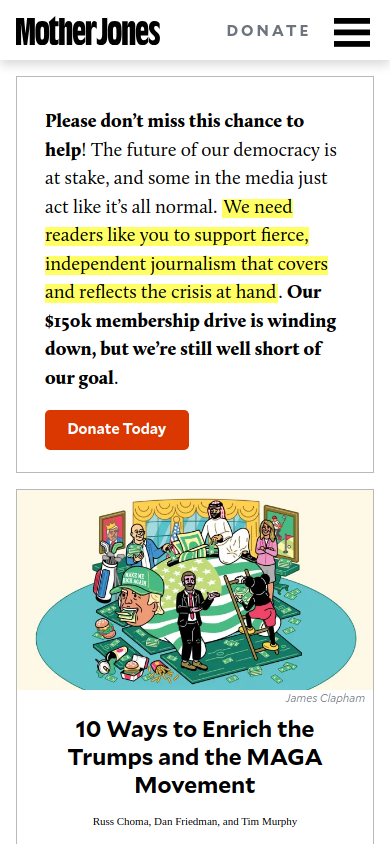 Mother Jones
DONATE
Please don’t miss this chance to
help! The future of our democracy is
at stake, and some in the media just
act like it’s all normal. We need
readers like you to support fierce,
independent journalism that covers
and reflects the crisis at hand. Our
$150k membership drive is winding
down, but we’re still well short of
our goal.
Donate Today
James Clapham
10 Ways to Enrich the
Trumps and the MAGA
Movement
Russ Choma, Dan Friedman, and Tim Murphy